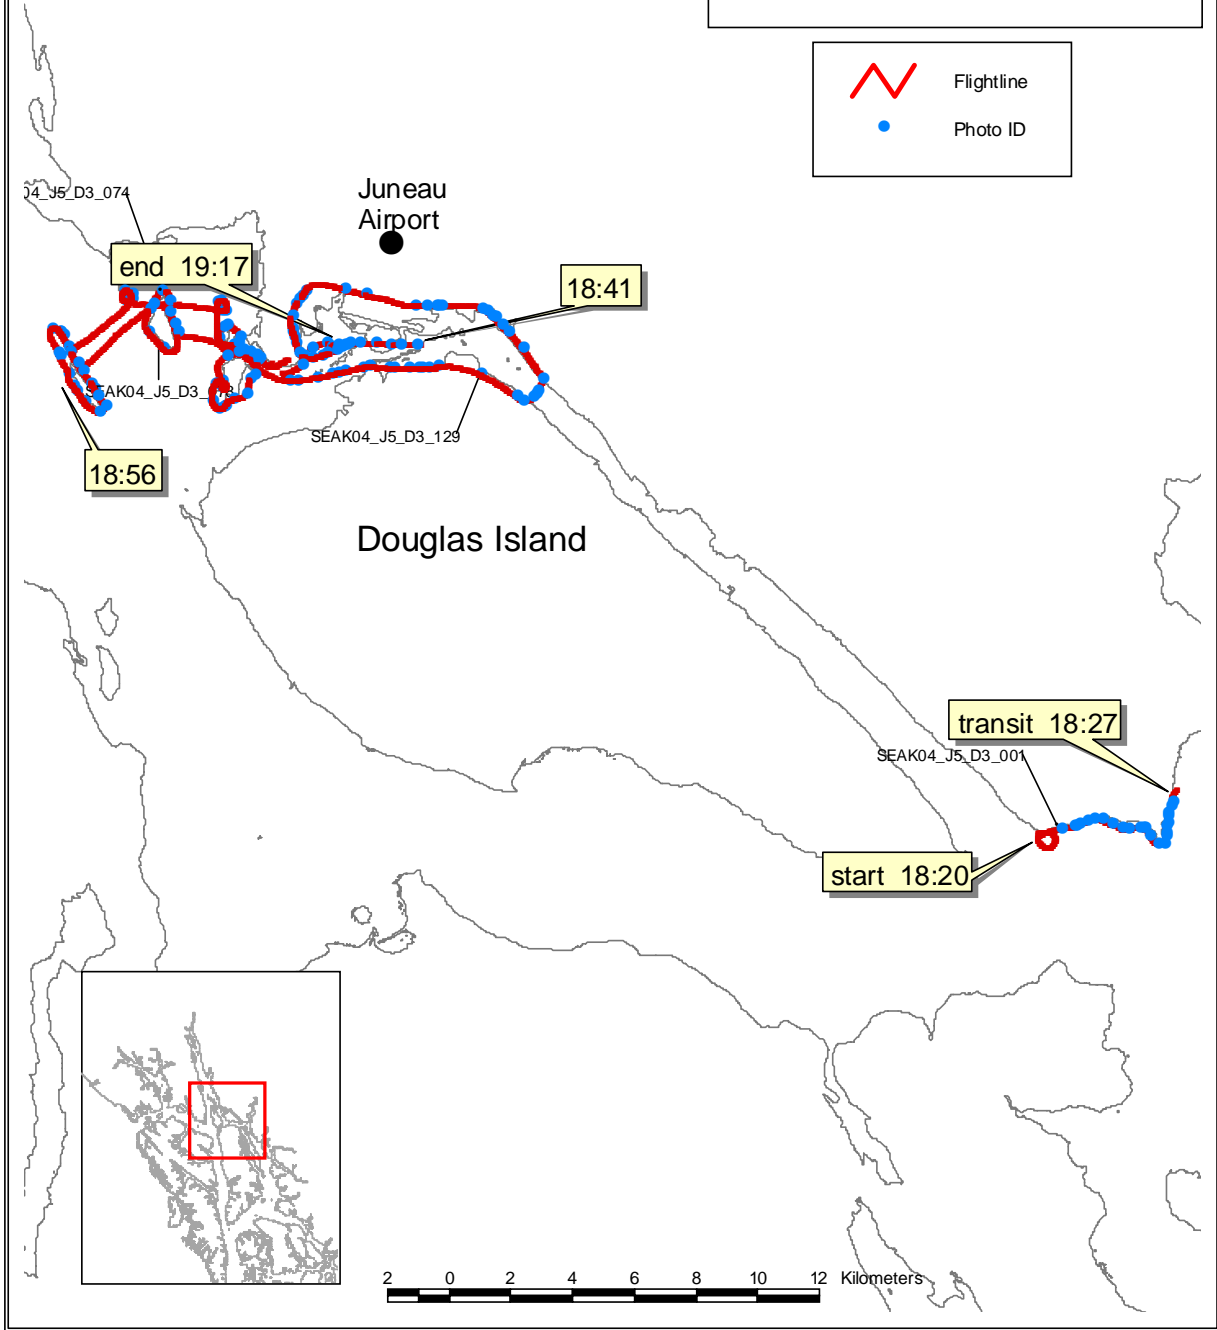 Flightline
Photo ID
Juneau
Airport
04_J5_D3_074
end 19:17
18:41
SEAK04_J5_D3_129
18:56
Douglas Island
transit 18:27
SEAK04_J5_D3_001
start 18:20
2 0 2 4 6 8 10 12 Kilometers